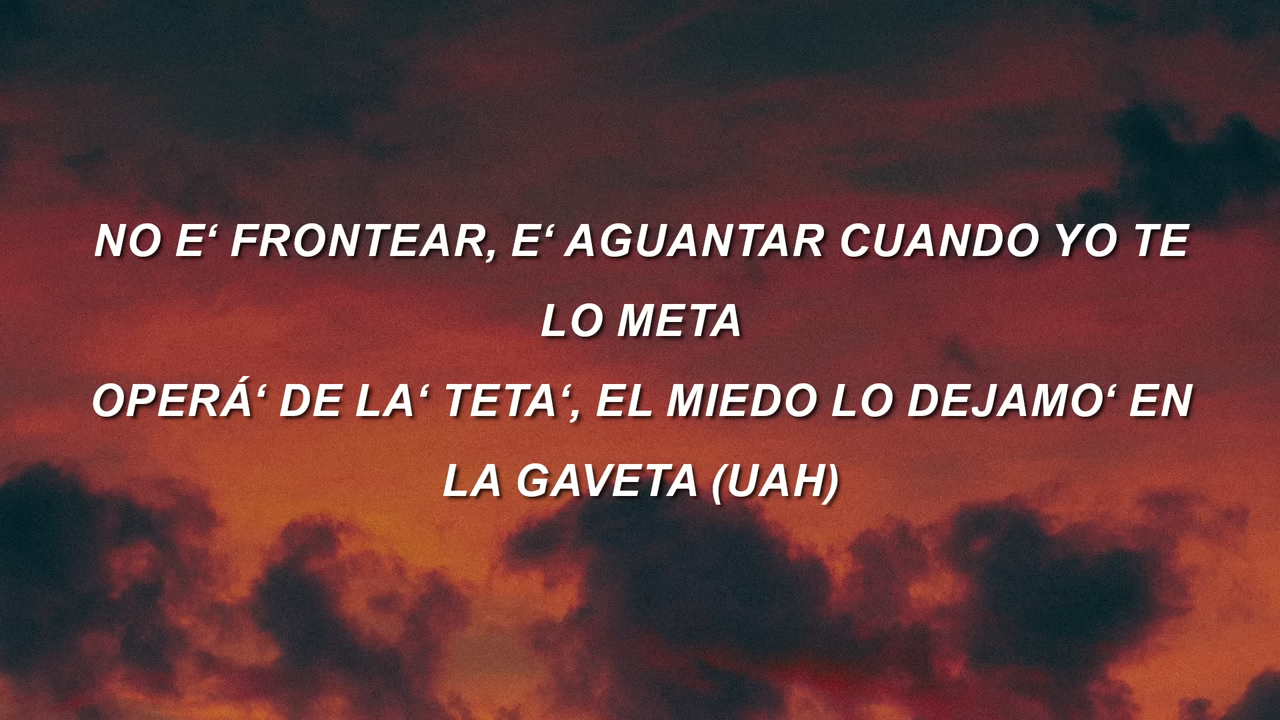 NO E‘ FRONTEAR, E‘ AGUANTAR CUANDO YO TE
LO META
OPERÁ‘ DE LA‘ TETA‘, EL MIEDO LO DEJAMO‘ EN
LA GAVETA (UAH)